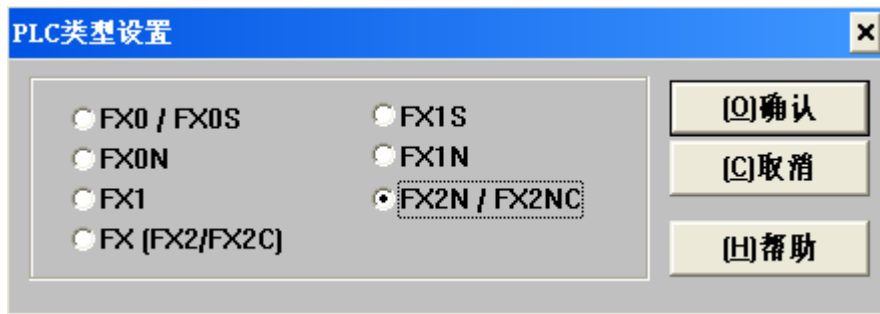 PLC类型设置
FX0 / FX0S
FX0N
FX1
FX (FX2/FX2C)
FX1S
FX1N
FX2N / FX2NC
(O)确认
(C)取消
(H)帮助